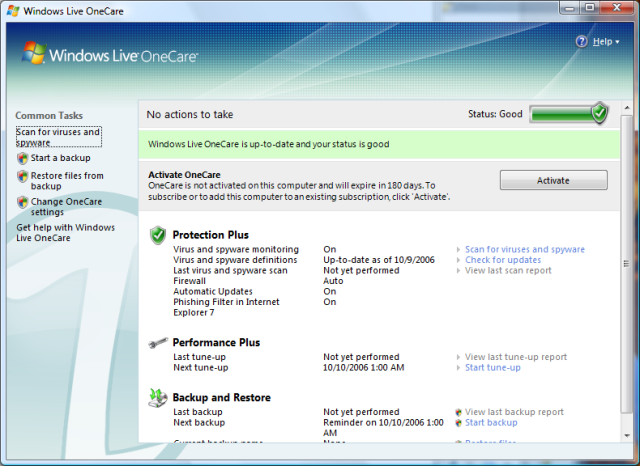 Windows Live OneCare
Windows Live OneCare
Help
Common Tasks
Scan for viruses and
spyware
Start a backup
Restore files from
backup
Change OneCare
settings
Get help with Windows
Live OneCare
No actions to take
Status: Good
Windows Live OneCare is up-to-date and your status is good
Activate OneCare
OneCare is not activated on this computer and will expire in 180 days. To
subscribe or to add this computer to an existing subscription, click 'Activate'.
Activate
Protection Plus
Virus and spyware monitoring On Scan for viruses and spyware
Virus and spyware definitions Up-to-date as of 10/9/2006 Check for updates
Last virus and spyware scan Not yet performed View last scan report
Firewall Auto
Automatic Updates On
Phishing Filter in Internet On
Explorer 7
Performance Plus
Last tune-up Not yet performed View last tune-up report
Next tune-up 10/10/2006 1:00 AM Start tune-up
Backup and Restore
Last backup Not yet performed View last backup report
Next backup Reminder on 10/10/2006 1:00 Start backup
AM
Current backup name None Restore files